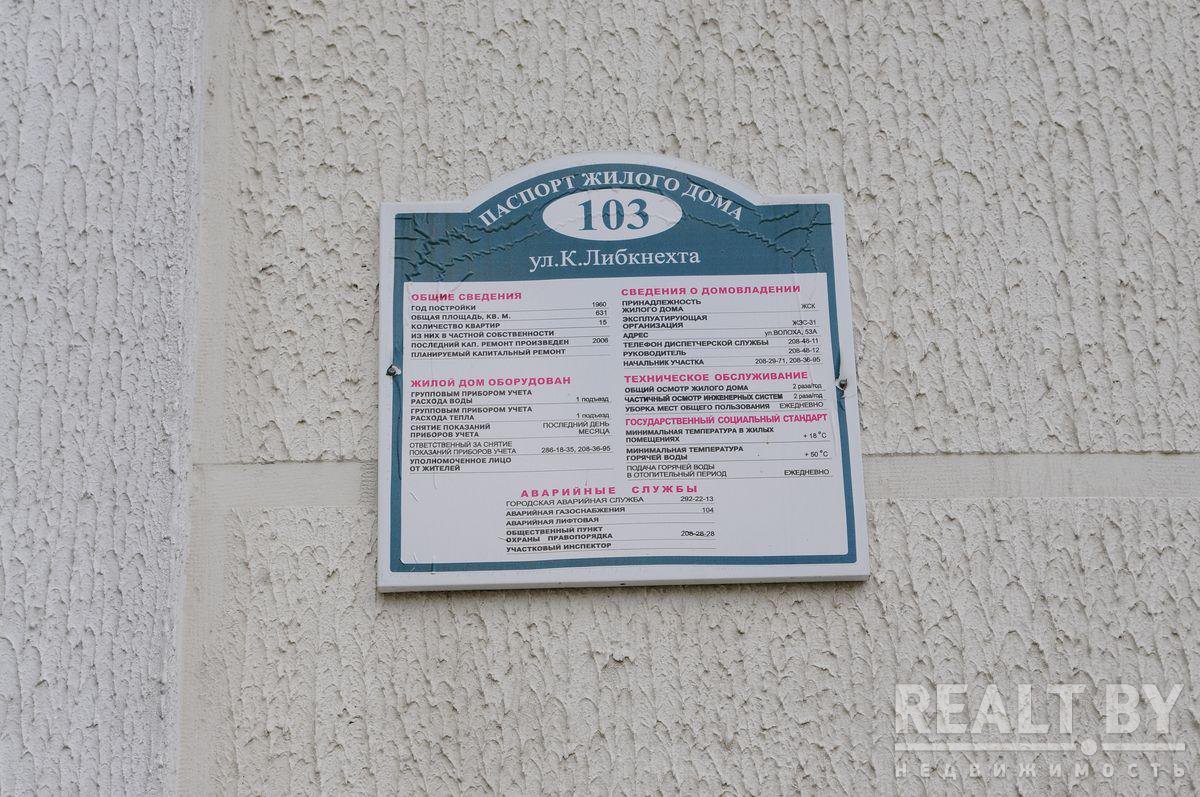 ПАСПОРТ ЖИЛОГО ДОМА
103
ул.К.Либкнехта
ОБЩИЕ СВЕДЕНИЯ
ГОД ПОСТРОЙКИ 1960
ОБЩАЯ ПЛОЩАДЬ, КВ. М. 631
КОЛИЧЕСТВО КВАРТИР 15
ИЗ НИХ В ЧАСТНОЙ СОБСТВЕННОСТИ
ПОСЛЕДНИЙ КАП. РЕМОНТ ПРОИЗВЕДЕН 2006
ПЛАНИРУЕМЫЙ КАПИТАЛЬНЫЙ РЕМОНТ
ЖИЛОЙ ДОМ ОБОРУДОВАН
ГРУППОВЫМ ПРИБОРОМ УЧЕТА
РАСХОДА ВОДЫ 1 подъезд
ГРУППОВЫМ ПРИБОРОМ УЧЕТА
РАСХОДА ТЕПЛА 1 подъезд
СНЯТИЕ ПОКАЗАНИЙ ПОСЛЕДНИЙ ДЕНЬ
ПРИБОРОВ УЧЕТА МЕСЯЦА
ОТВЕТСТВЕННЫЙ ЗА СНЯТИЕ
ПОКАЗАНИЙ ПРИБОРОВ УЧЕТА 286-18-35, 208-36-95
УПОЛНОМОЧЕННОЕ ЛИЦО
ОТ ЖИТЕЛЕЙ
СВЕДЕНИЯ О ДОМОВЛАДЕНИИ
ПРИНАДЛЕЖНОСТЬ
ЖИЛОГО ДОМА ЖСК
ЭКСПЛУАТИРУЮЩАЯ
ОРГАНИЗАЦИЯ ЖЭС-31
АДРЕС ул.ВОЛОХА, 53А
ТЕЛЕФОН ДИСПЕТЧЕРСКОЙ СЛУЖБЫ 208-48-11
РУКОВОДИТЕЛЬ 208-48-12
НАЧАЛЬНИК УЧАСТКА 208-29-71, 208-36-95
ТЕХНИЧЕСКОЕ ОБСЛУЖИВАНИЕ
ОБЩИЙ ОСМОТР ЖИЛОГО ДОМА 2 раза/год
ЧАСТИЧНЫЙ ОСМОТР ИНЖЕНЕРНЫХ СИСТЕМ 2 раза/год
УБОРКА МЕСТ ОБЩЕГО ПОЛЬЗОВАНИЯ ЕЖЕДНЕВНО
ГОСУДАРСТВЕННЫЙ СОЦИАЛЬНЫЙ СТАНДАРТ
МИНИМАЛЬНАЯ ТЕМПЕРАТУРА В ЖИЛЫХ
ПОМЕЩЕНИЯХ + 18 °С
МИНИМАЛЬНАЯ ТЕМПЕРАТУРА
ГОРЯЧЕЙ ВОДЫ + 50 °С
ПОДАЧА ГОРЯЧЕЙ ВОДЫ
В ОТОПИТЕЛЬНЫЙ ПЕРИОД ЕЖЕДНЕВНО
АВАРИЙНЫЕ СЛУЖБЫ
ГОРОДСКАЯ АВАРИЙНАЯ СЛУЖБА 292-22-13
АВАРИЙНАЯ ГАЗОСНАБЖЕНИЯ 104
АВАРИЙНАЯ ЛИФТОВАЯ
ОБЩЕСТВЕННЫЙ ПУНКТ
ОХРАНЫ ПРАВОПОРЯДКА 208-28-28
УЧАСТКОВЫЙ ИНСПЕКТОР
REALT BY
НЕДВИЖИМОСТЬ